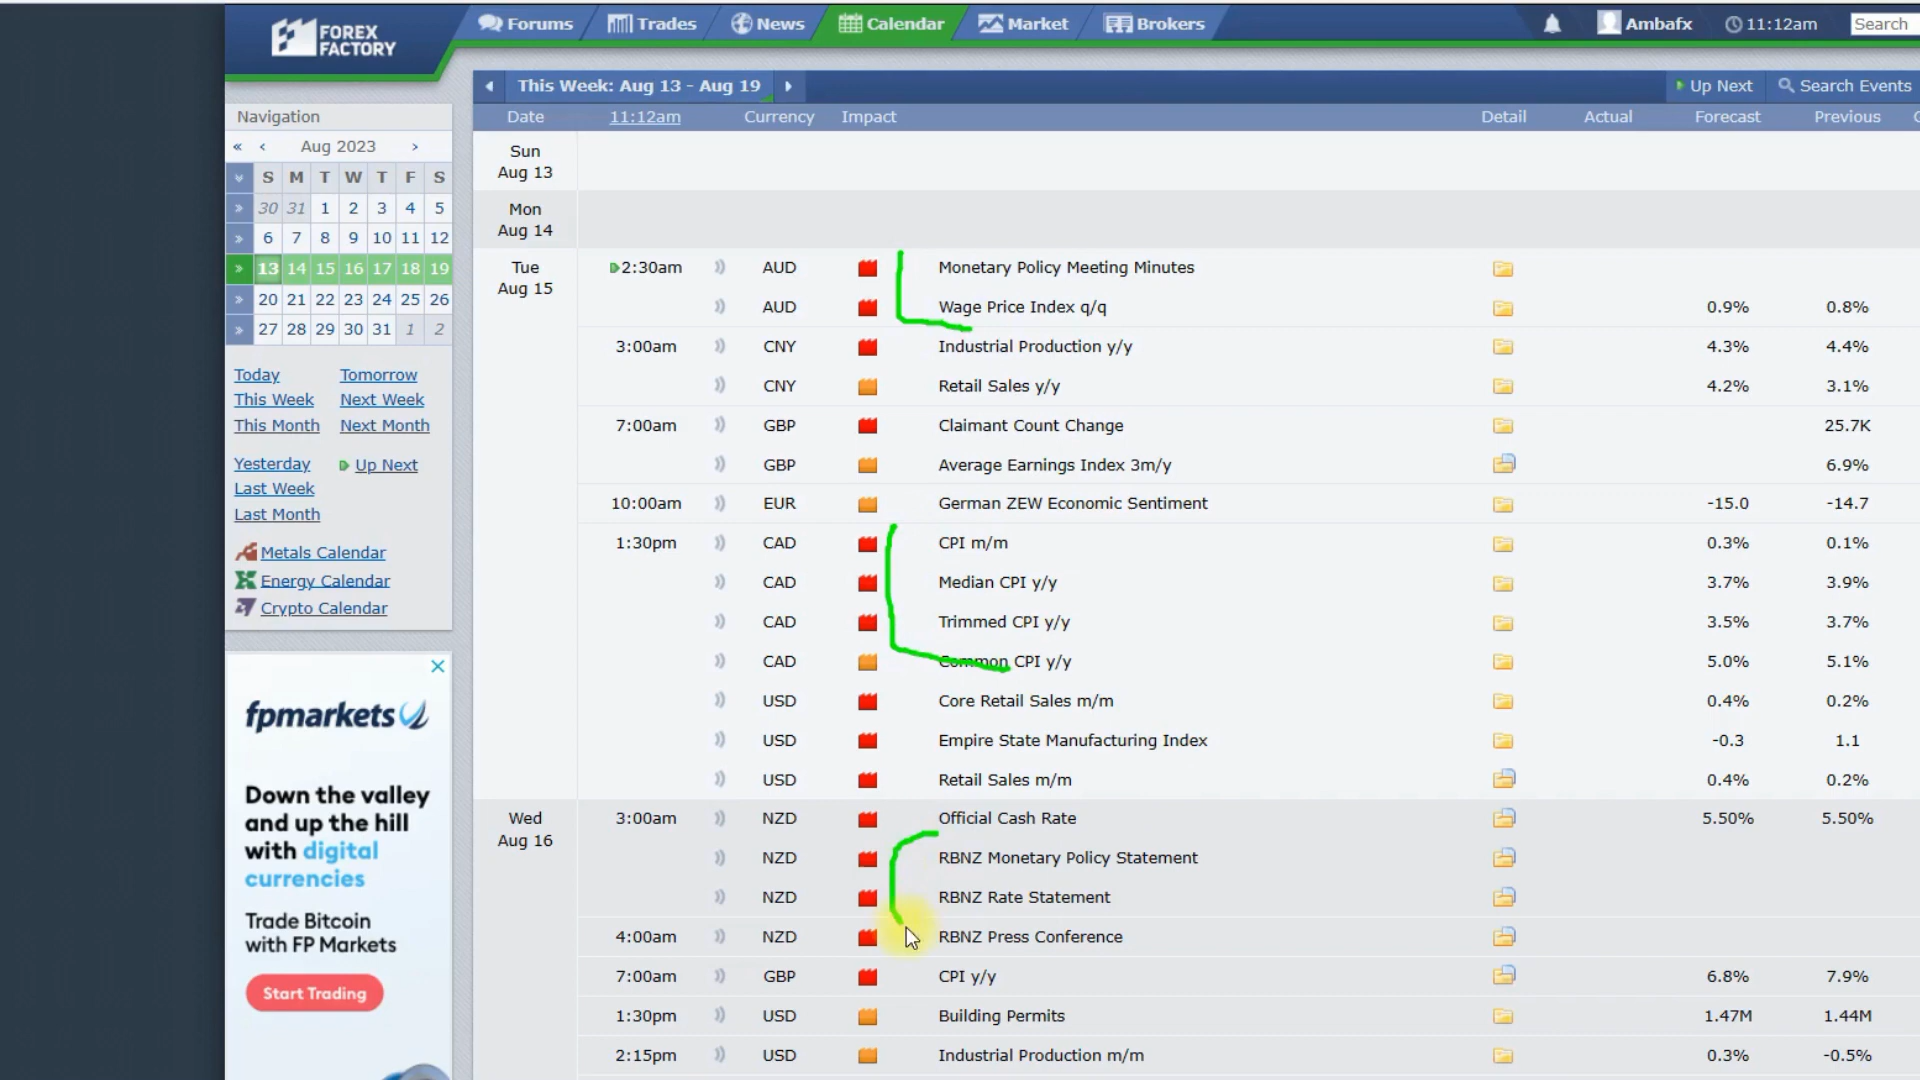 FOREX
FACTORY
Forums
Trades
News
Calendar
Market
Brokers
Ambafx
11:12am
Search
Navigation
« ‹ Aug 2023 ›
S M T W T F S
» 30 31 1 2 3 4 5
» 6 7 8 9 10 11 12
» 13 14 15 16 17 18 19
» 20 21 22 23 24 25 26
» 27 28 29 30 31 1 2
Today Tomorrow
This Week Next Week
This Month Next Month
Yesterday Up Next
Last Week
Last Month
Metals Calendar
Energy Calendar
Crypto Calendar
fpmarkets
Down the valley
and up the hill
with digital
currencies
Trade Bitcoin
with FP Markets
Start Trading
This Week: Aug 13 - Aug 19
Up Next
Search Events
Date 11:12am Currency Impact Detail Actual Forecast Previous
Sun
Aug 13
Mon
Aug 14
Tue
Aug 15
2:30am AUD Monetary Policy Meeting Minutes
AUD Wage Price Index q/q 0.9% 0.8%
3:00am CNY Industrial Production y/y 4.3% 4.4%
CNY Retail Sales y/y 4.2% 3.1%
7:00am GBP Claimant Count Change 25.7K
GBP Average Earnings Index 3m/y 6.9%
10:00am EUR German ZEW Economic Sentiment -15.0 -14.7
1:30pm CAD CPI m/m 0.3% 0.1%
CAD Median CPI y/y 3.7% 3.9%
CAD Trimmed CPI y/y 3.5% 3.7%
CAD Common CPI y/y 5.0% 5.1%
USD Core Retail Sales m/m 0.4% 0.2%
USD Empire State Manufacturing Index -0.3 1.1
USD Retail Sales m/m 0.4% 0.2%
Wed
Aug 16
3:00am NZD Official Cash Rate 5.50% 5.50%
NZD RBNZ Monetary Policy Statement
NZD RBNZ Rate Statement
4:00am NZD RBNZ Press Conference
7:00am GBP CPI y/y 6.8% 7.9%
1:30pm USD Building Permits 1.47M 1.44M
2:15pm USD Industrial Production m/m 0.3% -0.5%